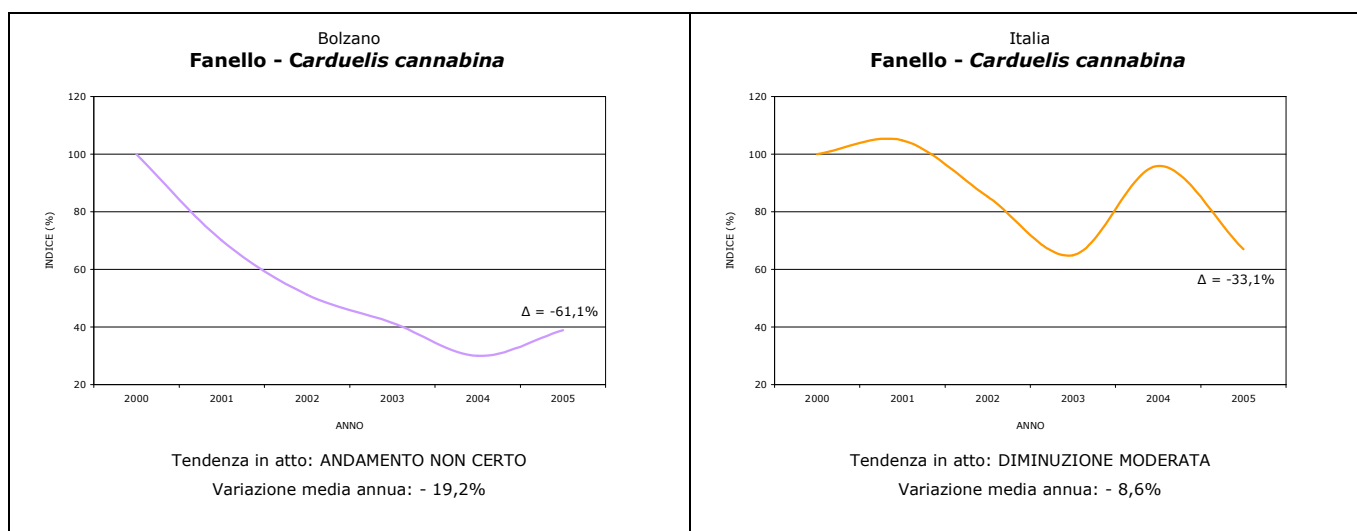 Bolzano
Fanello - Carduelis cannabina
120
100
80
60
40
20
INDICE (%)
Δ = -61,1%
2000 2001 2002 2003 2004 2005
ANNO
Tendenza in atto: ANDAMENTO NON CERTO
Variazione media annua: - 19,2%
Italia
Fanello - Carduelis cannabina
120
100
80
60
40
20
INDICE (%)
Δ = -33,1%
2000 2001 2002 2003 2004 2005
ANNO
Tendenza in atto: DIMINUZIONE MODERATA
Variazione media annua: - 8,6%